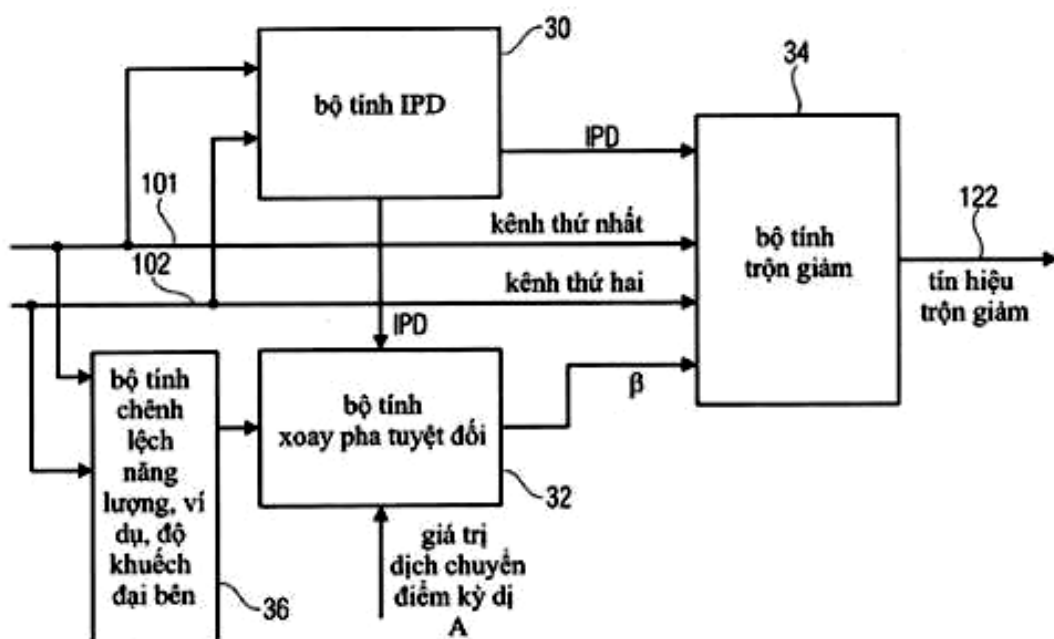 30
bộ tính IPD
34
IPD
101
kênh thứ nhất
122
bộ tính
trộn giảm
102
kênh thứ hai
tín hiệu
trộn giảm
IPD
bộ tính
chênh
lệch
năng
lượng, ví
dụ, độ
khuếch
đại bên
bộ tính
xoay pha tuyệt đối
β
32
giá trị
dịch chuyển
điểm kỳ dị
A
36